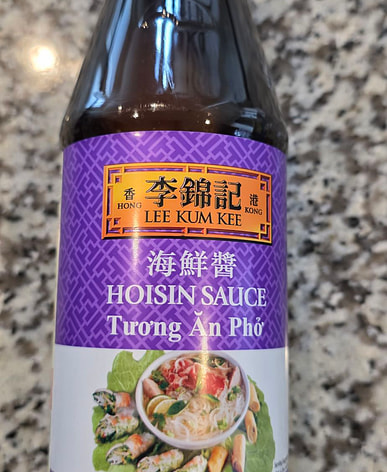 香 李錦記 港
HONG LEE KUM KEE KONG
海鮮醬
HOISIN SAUCE
Tương Ăn Phở